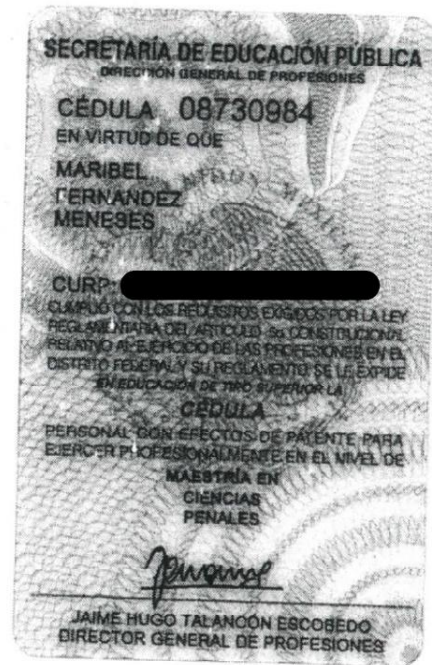 SECRETARÍA DE EDUCACIÓN PÚBLICA
DIRECCIÓN GENERAL DE PROFESIONES
CÉDULA 08730984
EN VIRTUD DE QUE
MARIBEL
FERNANDEZ
MENESES
CURP:
CUMPLIÓ CON LOS REQUISITOS EXIGIDOS POR LA LEY
REGLAMENTARIA DEL ARTÍCULO 5o. CONSTITUCIONAL
RELATIVO AL EJERCICIO DE LAS PROFESIONES EN EL
DISTRITO FEDERAL Y SU REGLAMENTO SE LE EXPIDE
EN EDUCACIÓN DE TIPO SUPERIOR LA
CÉDULA
PERSONAL CON EFECTOS DE PATENTE PARA
EJERCER PROFESIONALMENTE EN EL NIVEL DE
MAESTRÍA EN
CIENCIAS
PENALES
JAIME HUGO TALANCÓN ESCOBEDO
DIRECTOR GENERAL DE PROFESIONES